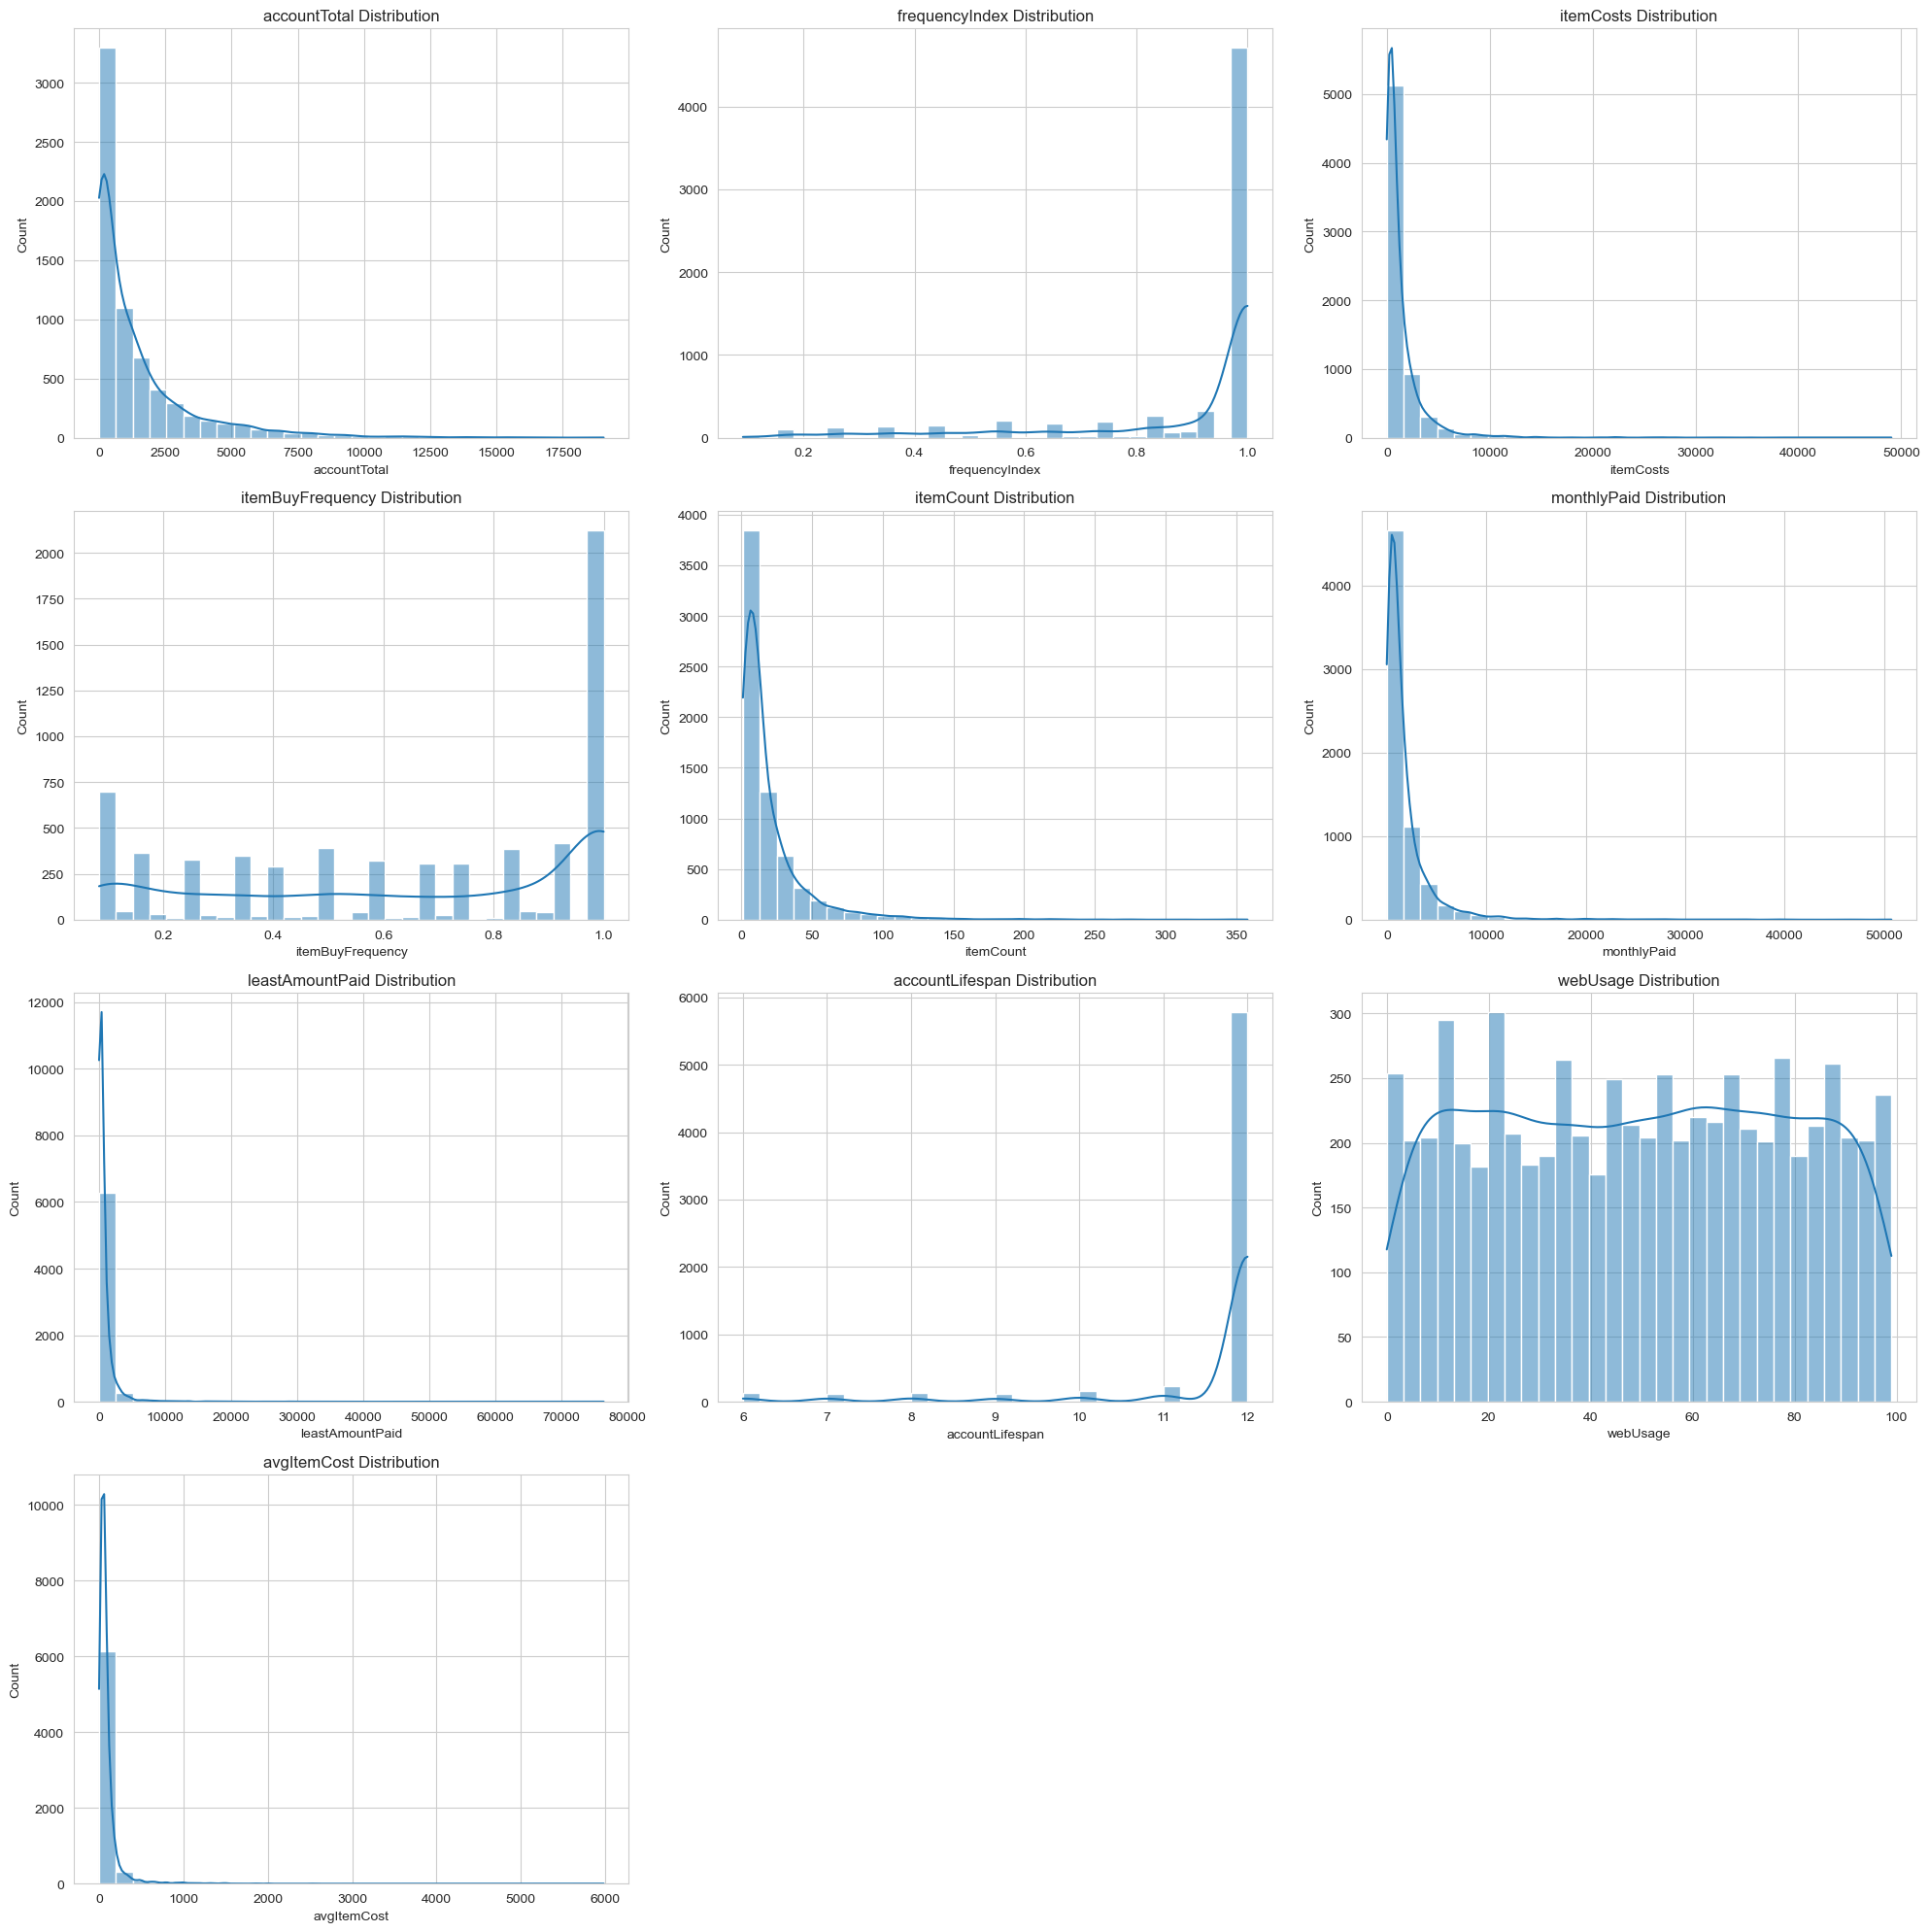 accountTotal Distribution
3000
2500
2000
1500
1000
500
0
Count
0 2500 5000 7500 10000 12500 15000 17500
accountTotal
frequencyIndex Distribution
4000
3000
2000
1000
0
Count
0.2 0.4 0.6 0.8 1.0
frequencyIndex
itemCosts Distribution
5000
4000
3000
2000
1000
0
Count
0 10000 20000 30000 40000 50000
itemCosts
itemBuyFrequency Distribution
2000
1750
1500
1250
1000
750
500
250
0
Count
0.2 0.4 0.6 0.8 1.0
itemBuyFrequency
itemCount Distribution
4000
3500
3000
2500
2000
1500
1000
500
0
Count
0 50 100 150 200 250 300 350
itemCount
monthlyPaid Distribution
4000
3000
2000
1000
0
Count
0 10000 20000 30000 40000 50000
monthlyPaid
leastAmountPaid Distribution
12000
10000
8000
6000
4000
2000
0
Count
0 10000 20000 30000 40000 50000 60000 70000 80000
leastAmountPaid
accountLifespan Distribution
6000
5000
4000
3000
2000
1000
0
Count
6 7 8 9 10 11 12
accountLifespan
webUsage Distribution
300
250
200
150
100
50
0
Count
0 20 40 60 80 100
webUsage
avgItemCost Distribution
10000
8000
6000
4000
2000
0
Count
0 1000 2000 3000 4000 5000 6000
avgItemCost